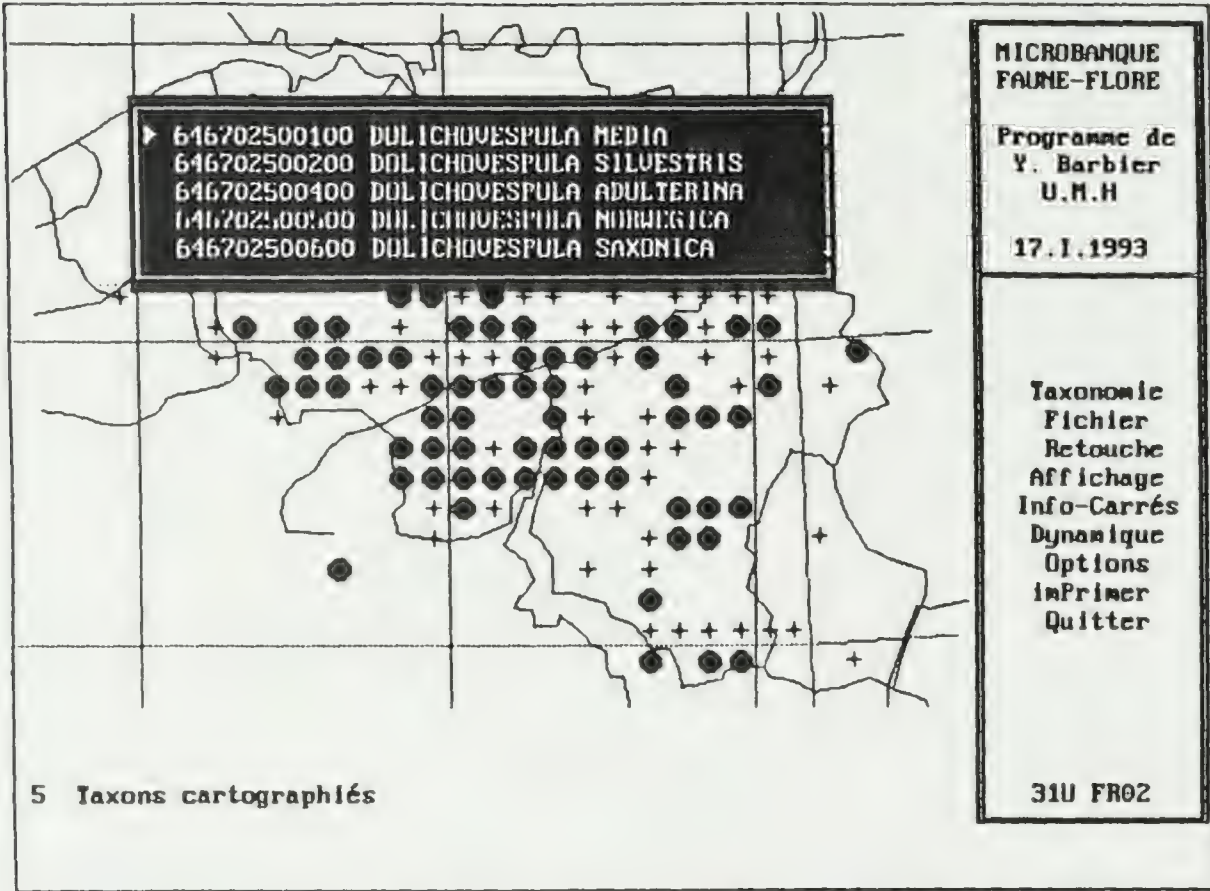 646702500100 DOLICHOVESPULA MEDIA
646702500200 DOLICHOVESPULA SILVESTRIS
646702500400 DOLICHOVESPULA ADULTERINA
646702500500 DOLICHOVESPULA NORWEGICA
646702500600 DOLICHOVESPULA SAXONICA
MICROBANQUE
FAUNE-FLORE
Programme de
Y. Barbier
U.M.H
17.I.1993
Taxonomie
Fichier
Retouche
Affichage
Info-Carrés
Dynamique
Options
imPrimer
Quitter
31U FR02
5 Taxons cartographiés